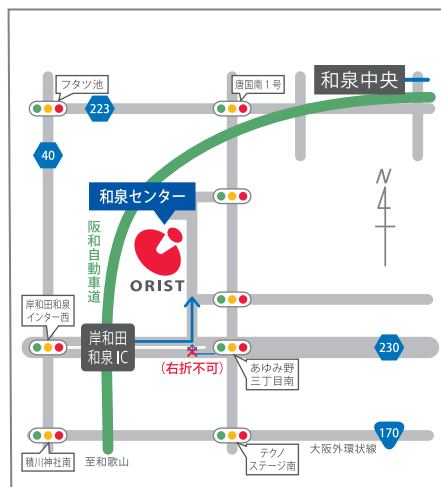 フタツ池
223
唐国南1号
和泉中央
40
N
和泉センター
阪和自動車道
ORIST
岸田和泉
インター西
岸和田
和泉IC
(右折不可)
あゆみ野
三丁目南
230
積川神社南
至和歌山
テクノ
ステージ南
大阪外環状線
170